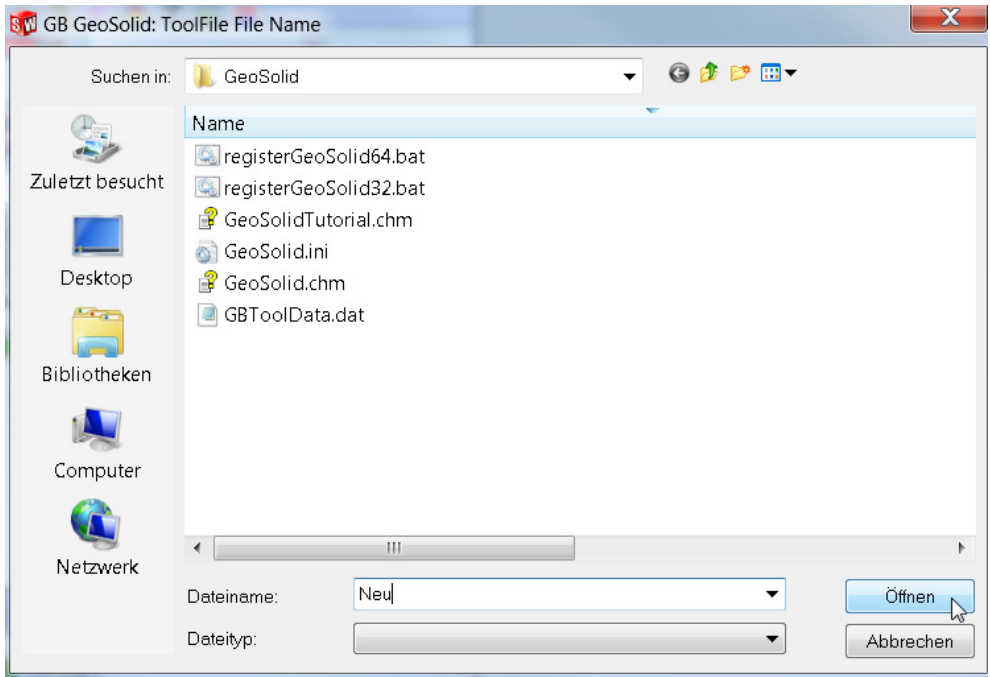 GB GeoSolid: ToolFile File Name
Suchen in:
GeoSolid
Name
registerGeoSolid64.bat
registerGeoSolid32.bat
GeoSolidTutorial.chm
GeoSolid.ini
GeoSolid.chm
GBToolData.dat
Zuletzt besucht
Desktop
Bibliotheken
Computer
Netzwerk
Dateiname:
Neu
Öffnen
Dateityp:
Abbrechen